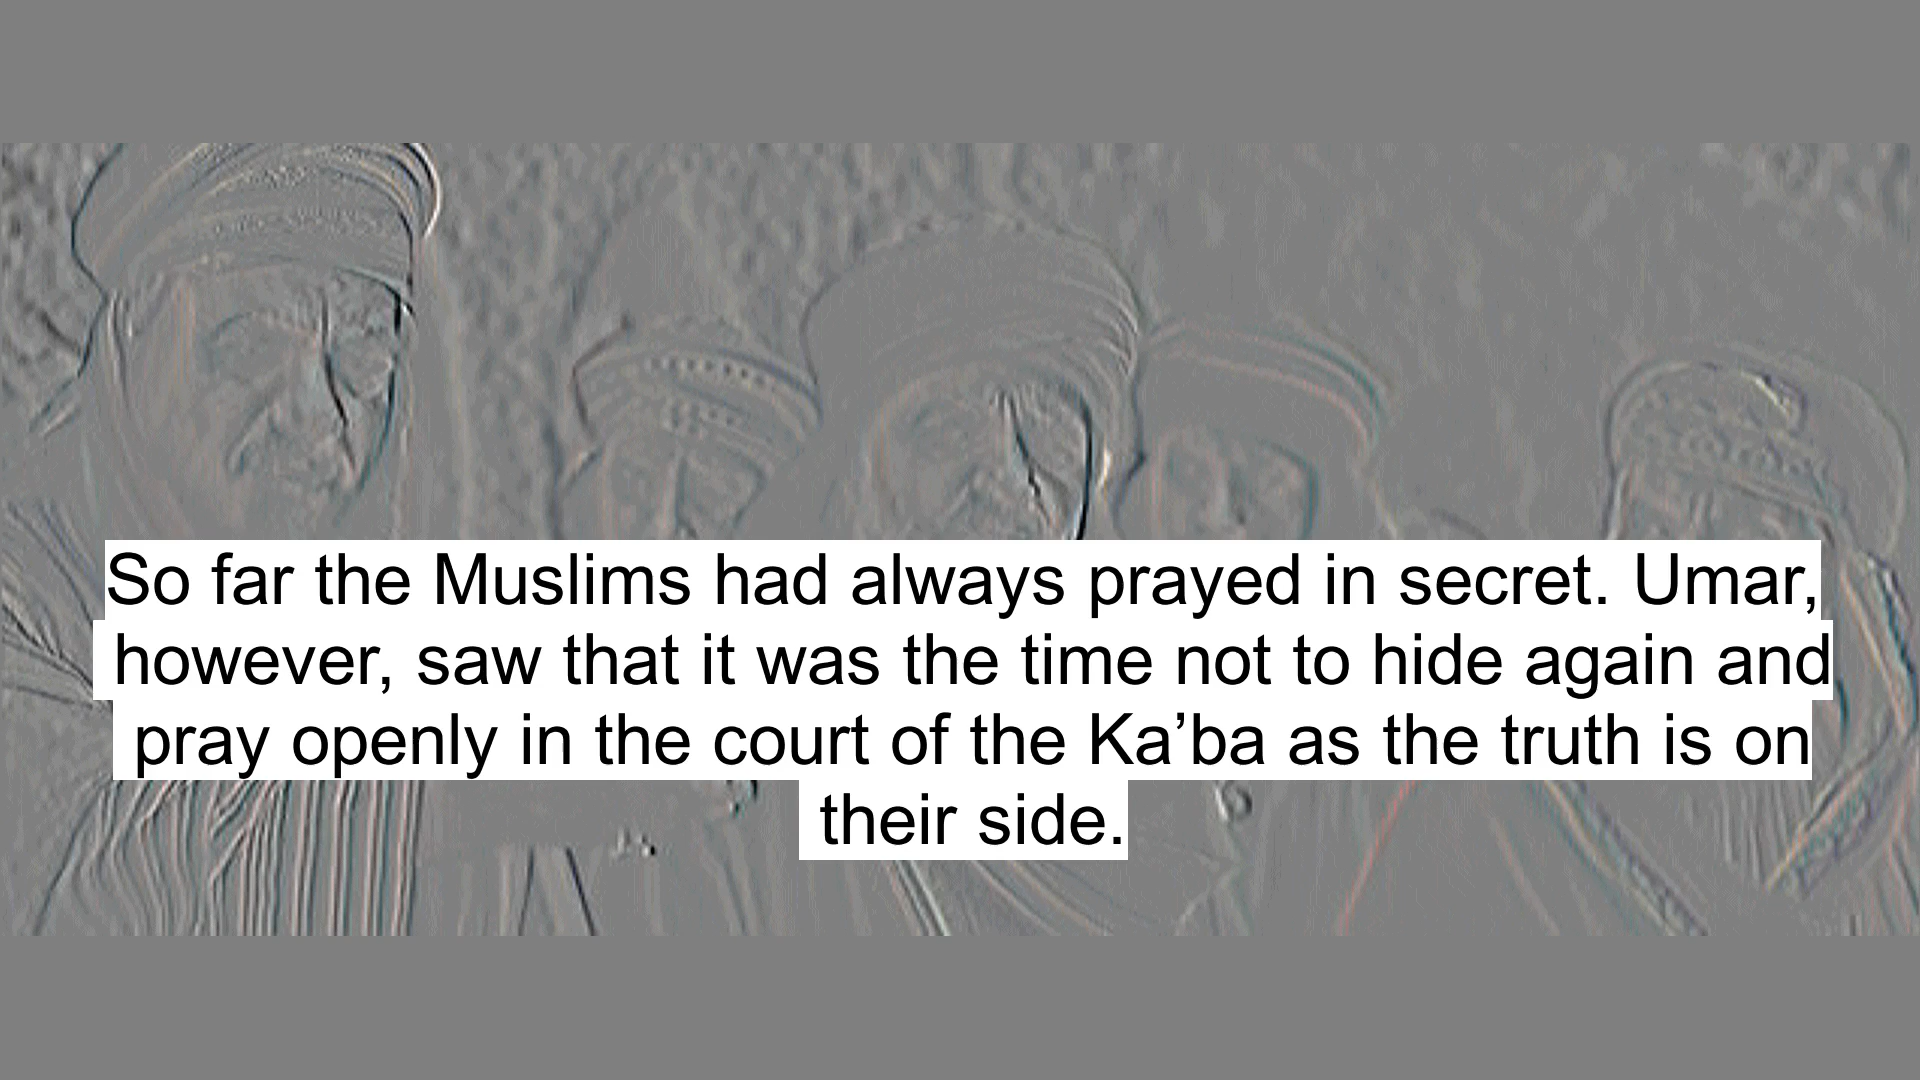 So far the Muslims had always prayed in secret. Umar,
however, saw that it was the time not to hide again and
pray openly in the court of the Ka’ba as the truth is on
their side.